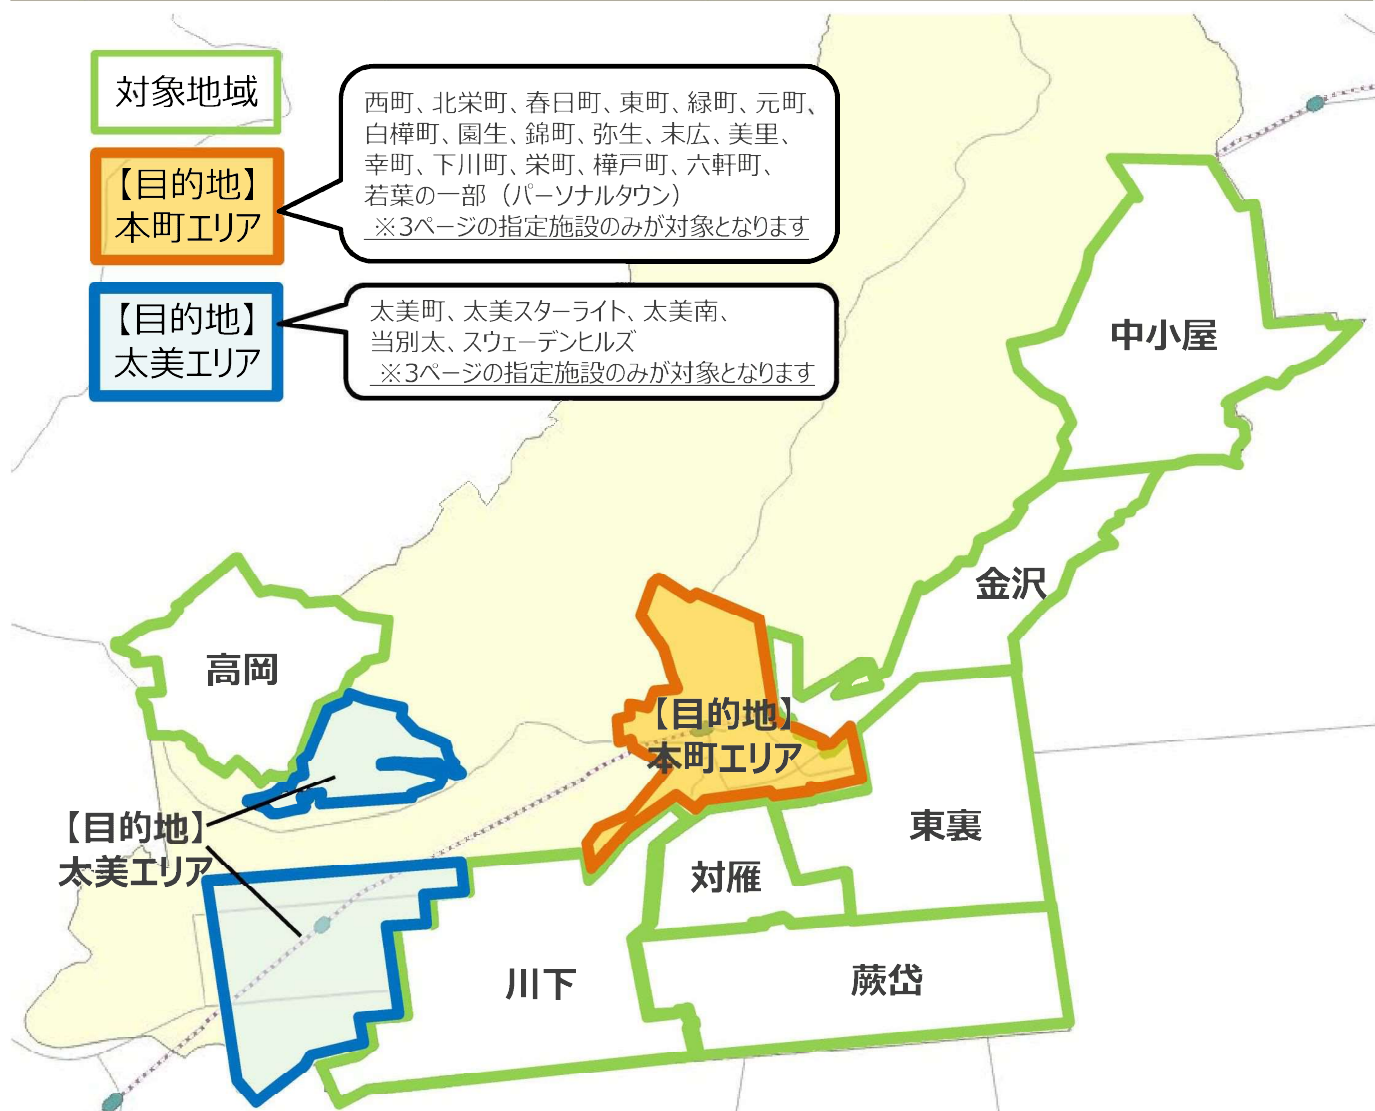 対象地域
【目的地】
本町エリア
西町、北栄町、春日町、東町、緑町、元町、
白樺町、園生、錦町、弥生、末広、美里、
幸町、下川町、栄町、樺戸町、六軒町、
若葉の一部（パーソナルタウン）
※3ページの指定施設のみが対象となります
【目的地】
太美エリア
太美町、太美スターライト、太美南、
当別太、スウェーデンヒルズ
※3ページの指定施設のみが対象となります
中小屋
金沢
高岡
【目的地】
本町エリア
【目的地】
太美エリア
東裏
対雁
川下
蕨岱